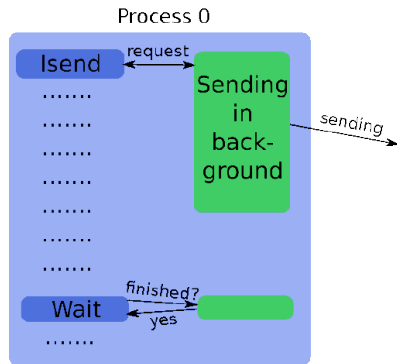 Process 0
Isend
request
Sending
in
back-
ground
sending
.......
.......
.......
.......
.......
.......
.......
finished?
Wait
yes
.......